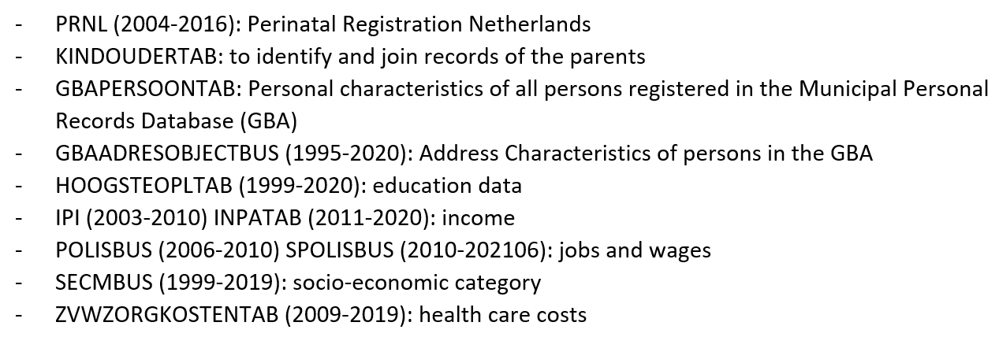 - PRNL (2004-2016): Perinatal Registration Netherlands
- KINDOUDERTAB: to identify and join records of the parents
- GBAPERSOONTAB: Personal characteristics of all persons registered in the Municipal Personal
Records Database (GBA)
- GBAADRESOBJECTBUS (1995-2020): Address Characteristics of persons in the GBA
- HOOGSTEOPLTAB (1999-2020): education data
- IPI (2003-2010) INPATAB (2011-2020): income
- POLISBUS (2006-2010) SPOLISBUS (2010-202106): jobs and wages
- SECMBUS (1999-2019): socio-economic category
- ZVWZORGKOSTENTAB (2009-2019): health care costs